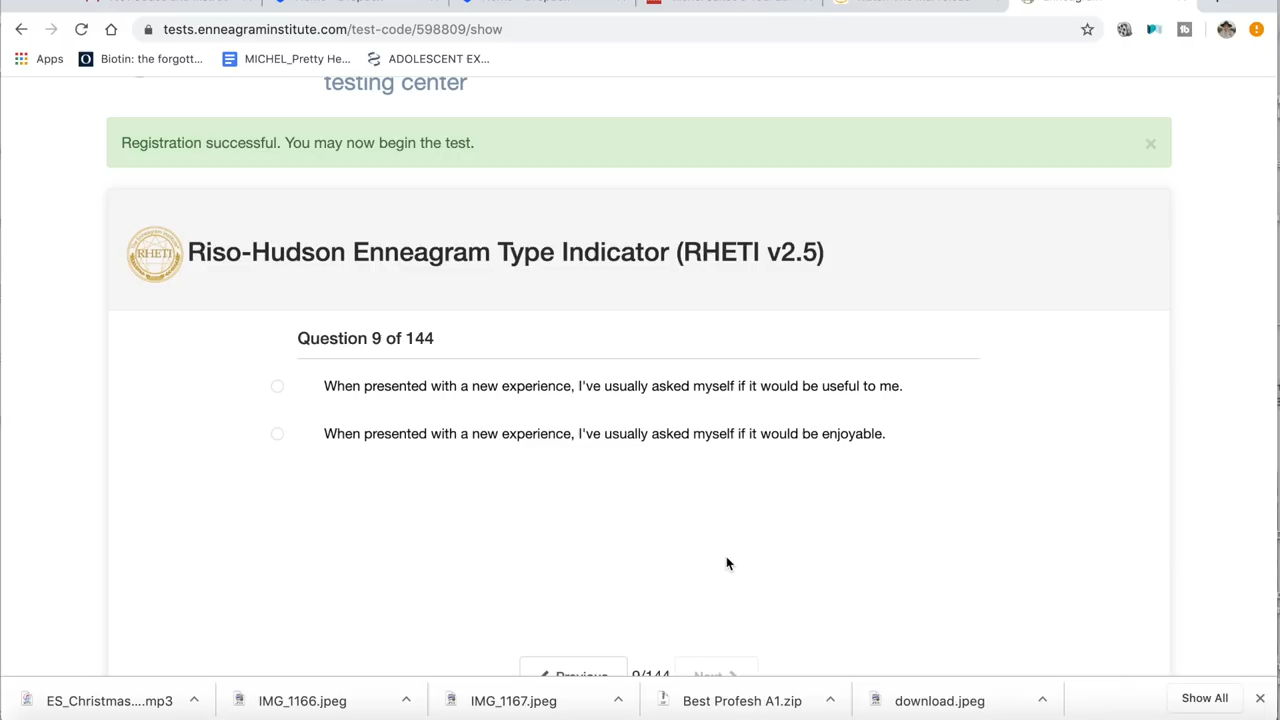 tests.enneagraminstitute.com/test-code/598809/show
Apps
Biotin: the forgott...
MICHEL_Pretty He...
ADOLESCENT EX...
testing center
Registration successful. You may now begin the test.
×
RHETI
Riso-Hudson Enneagram Type Indicator (RHETI v2.5)
Question 9 of 144
When presented with a new experience, I've usually asked myself if it would be useful to me.
When presented with a new experience, I've usually asked myself if it would be enjoyable.
Previous
9/144
Next
ES_Christmas....mp3
IMG_1166.jpeg
IMG_1167.jpeg
Best Profesh A1.zip
download.jpeg
Show All